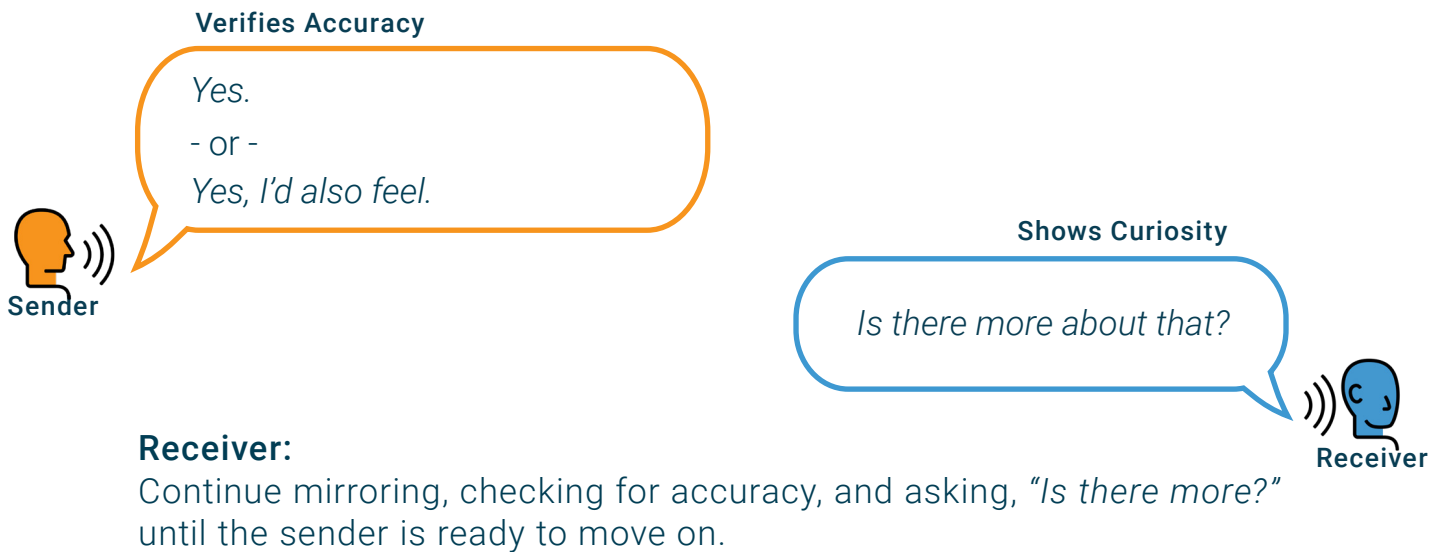 Verifies Accuracy
Yes.
- or -
Yes, I’d also feel.
Sender
Shows Curiosity
Is there more about that?
Receiver
Receiver:
Continue mirroring, checking for accuracy, and asking, “Is there more?”
until the sender is ready to move on.